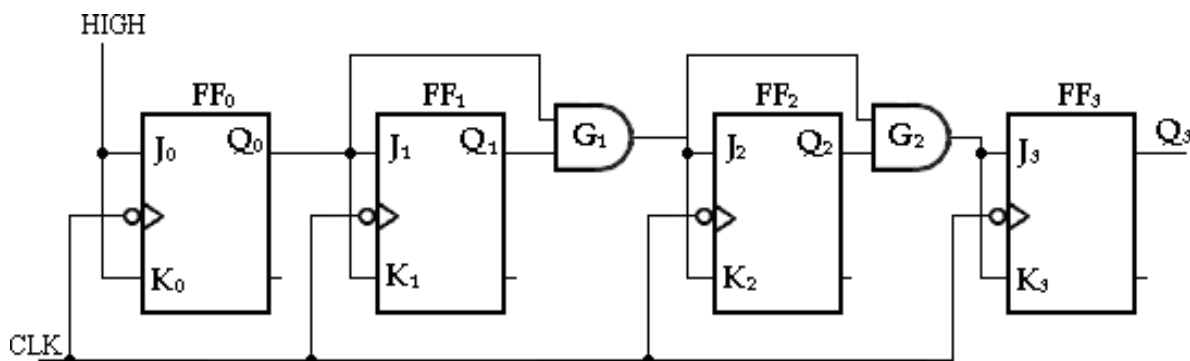 HIGH
FF₀ FF₁ FF₂ FF₃
J₀ Q₀ J₁ Q₁ G₁ J₂ Q₂ G₂ J₃ Q₃
K₀ K₁ K₂ K₃
CLK